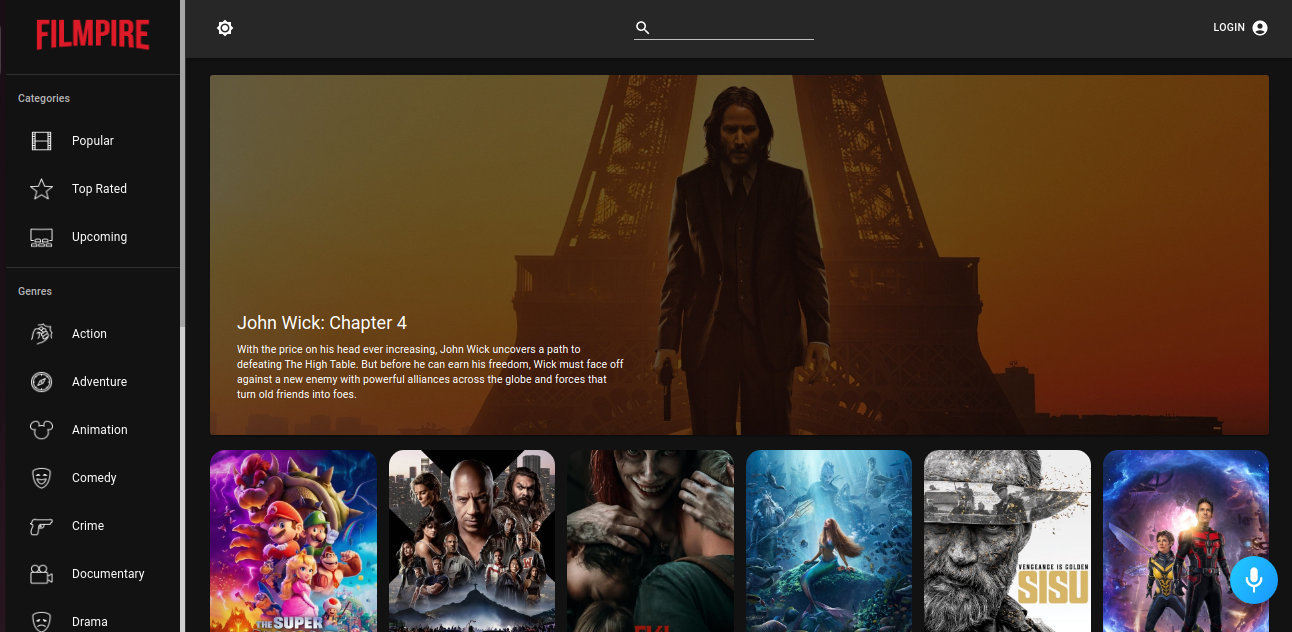 FILMPIRE
LOGIN
Categories
Popular
Top Rated
Upcoming
Genres
Action
Adventure
Animation
Comedy
Crime
Documentary
Drama
John Wick: Chapter 4
With the price on his head ever increasing, John Wick uncovers a path to
defeating The High Table. But before he can earn his freedom, Wick must face off
against a new enemy with powerful alliances across the globe and forces that
turn old friends into foes.
THE SUPER
VENGEANCE IS GOLDEN
SISU